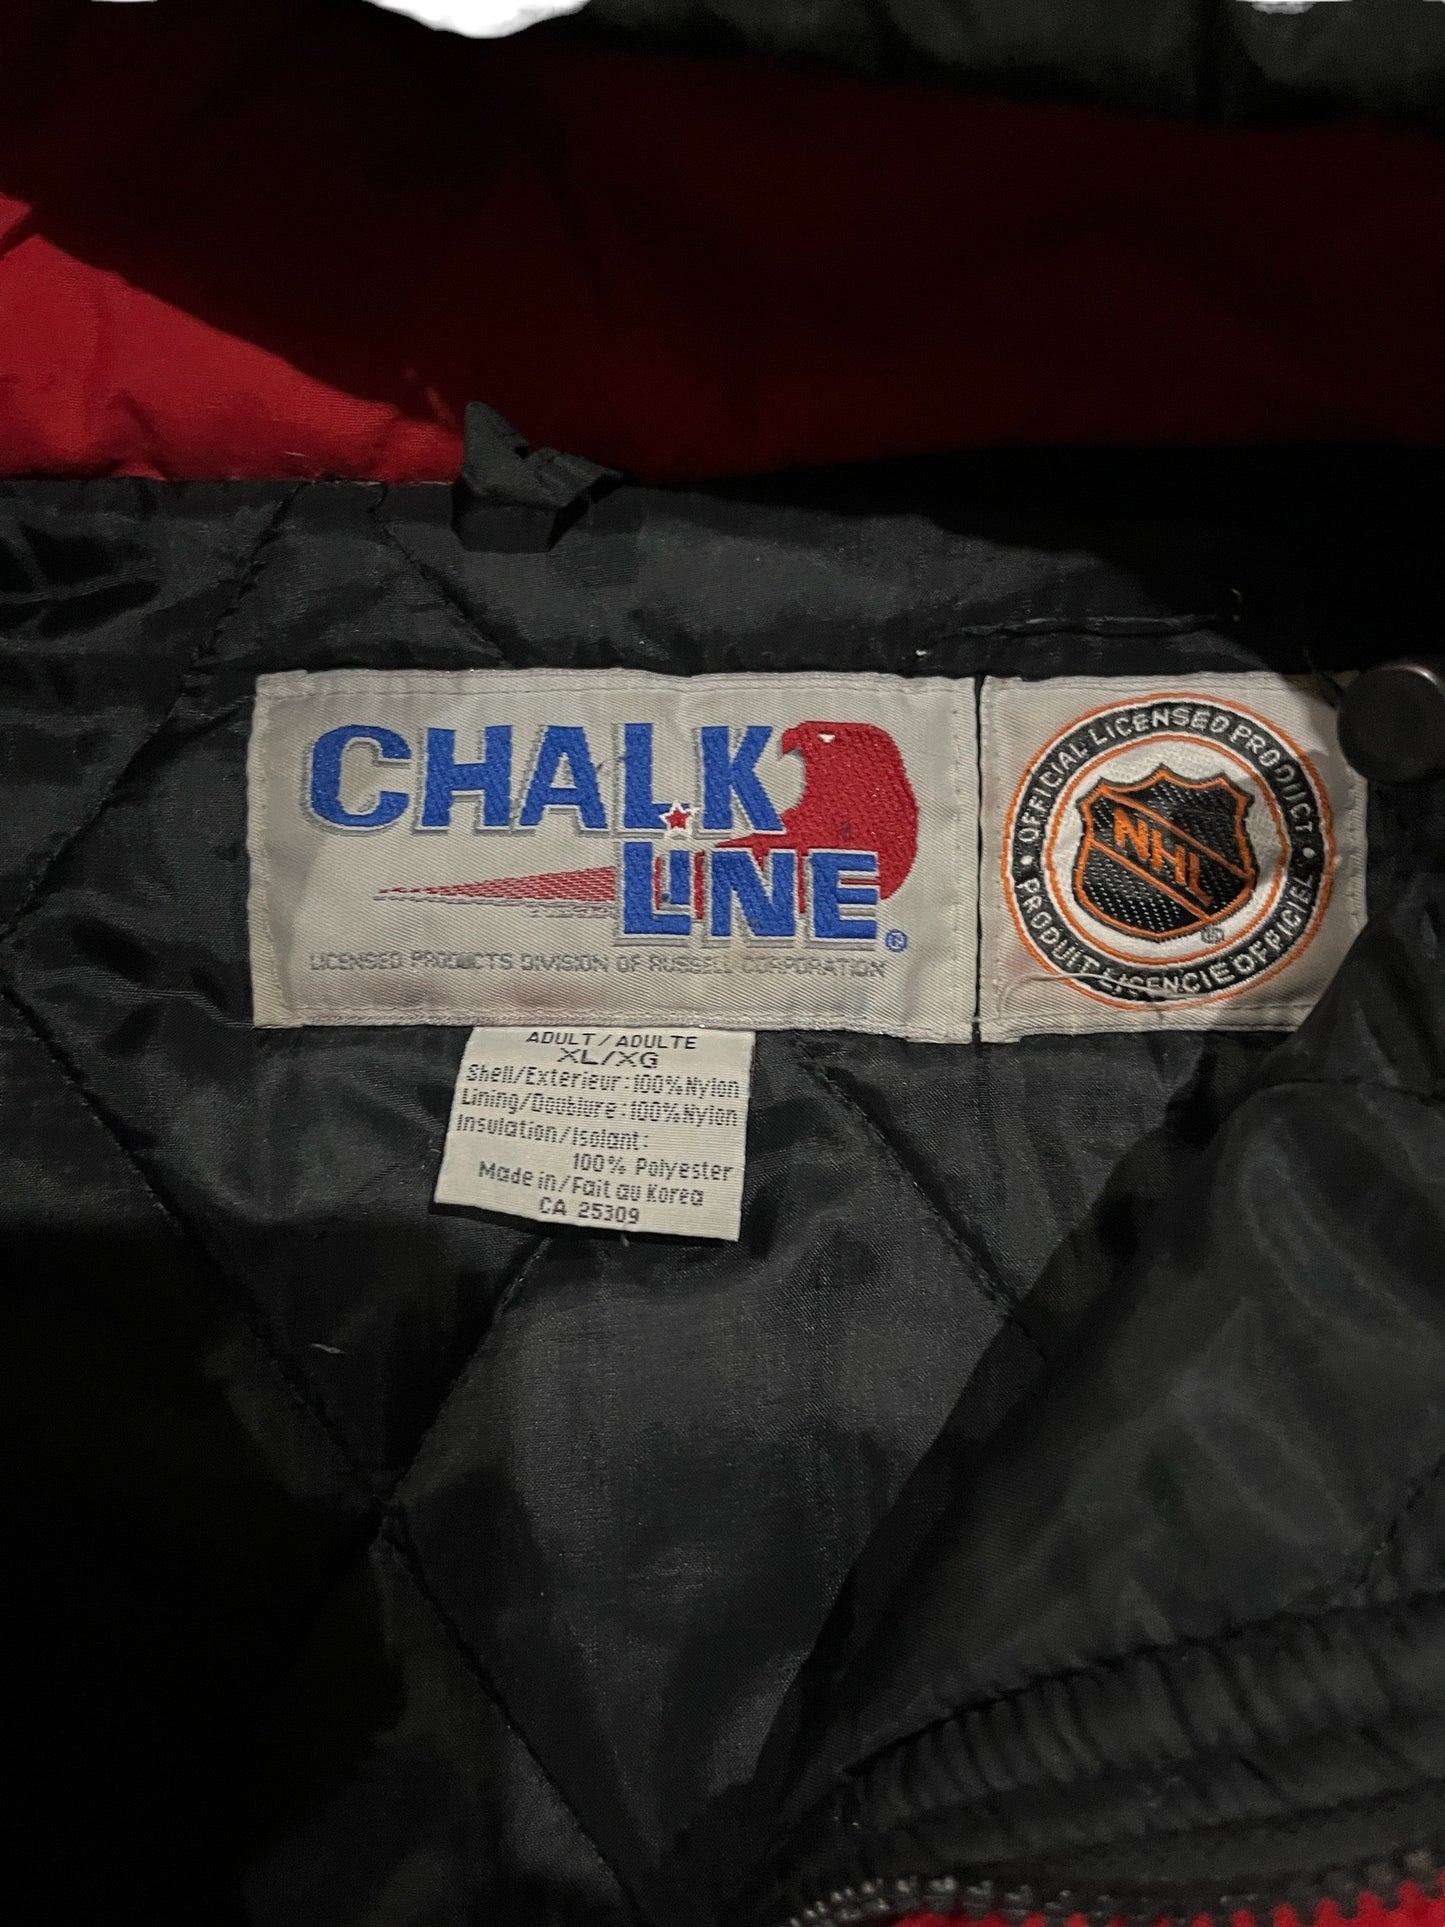 CHALK
LINE®
LICENSED PRODUCTS DIVISION OF RUSSELL CORPORATION
• OFFICIAL LICENSED PRODUCT •
NHL
PRODUIT LICENCIE OFFICIEL
ADULT/ADULTE
XL/XG
Shell/Exterieur:100%Nylon
Lining/Doublure:100%Nylon
Insulation/Isolant:
100% Polyester
Made in/Fait au Korea
CA 25309